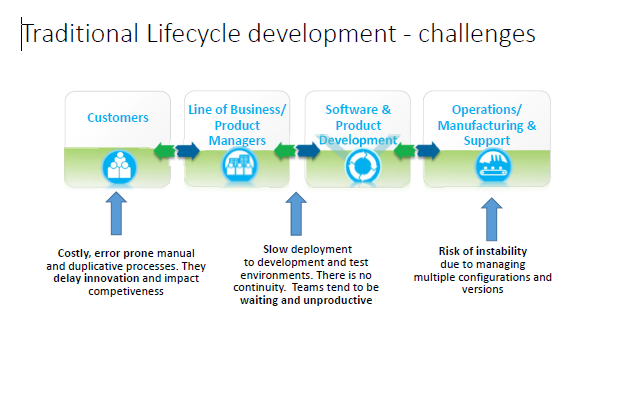 Traditional Lifecycle development - challenges
Customers
Line of Business/
Product
Managers
Software &
Product
Development
Operations/
Manufacturing &
Support
Costly, error prone manual
and duplicative processes. They
delay innovation and impact
competiveness
Slow deployment
to development and test
environments. There is no
continuity. Teams tend to be
waiting and unproductive
Risk of instability
due to managing
multiple configurations and
versions